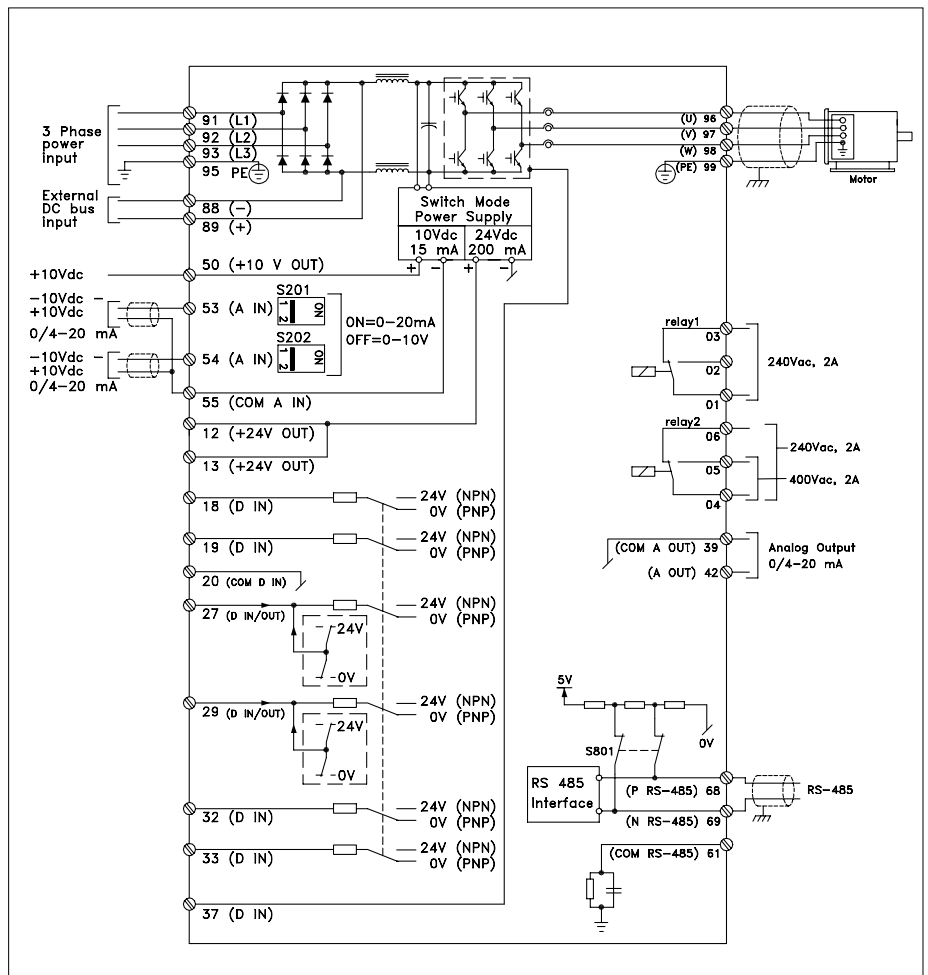 3 Phase
power
input
91 (L1)
92 (L2)
93 (L3)
95 PE
External
DC bus
input
88 (-)
89 (+)
Switch Mode
Power Supply
10Vdc
15 mA
24Vdc
200 mA
+ - + -
(U) 96
(V) 97
(W) 98
(PE) 99
Motor
+10Vdc
50 (+10 V OUT)
-10Vdc -
+10Vdc
0/4-20 mA
53 (A IN)
S201
1 2
ON
ON=0-20mA
OFF=0-10V
-10Vdc -
+10Vdc
0/4-20 mA
54 (A IN)
S202
1 2
ON
55 (COM A IN)
12 (+24V OUT)
13 (+24V OUT)
18 (D IN)
24V (NPN)
0V (PNP)
19 (D IN)
24V (NPN)
0V (PNP)
20 (COM D IN)
27 (D IN/OUT)
24V (NPN)
0V (PNP)
24V
0V
29 (D IN/OUT)
24V (NPN)
0V (PNP)
24V
0V
32 (D IN)
24V (NPN)
0V (PNP)
33 (D IN)
24V (NPN)
0V (PNP)
37 (D IN)
relay1
03
02
01
240Vac, 2A
relay2
06
05
04
240Vac, 2A
400Vac, 2A
(COM A OUT) 39
(A OUT) 42
Analog Output
0/4-20 mA
5V
S801
0V
RS 485
Interface
(P RS-485) 68
(N RS-485) 69
RS-485
(COM RS-485) 61